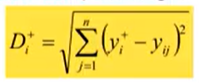 D_i^+ = \sqrt{\sum_{j=1}^{n} (y_i^+ - y_{ij})^2}